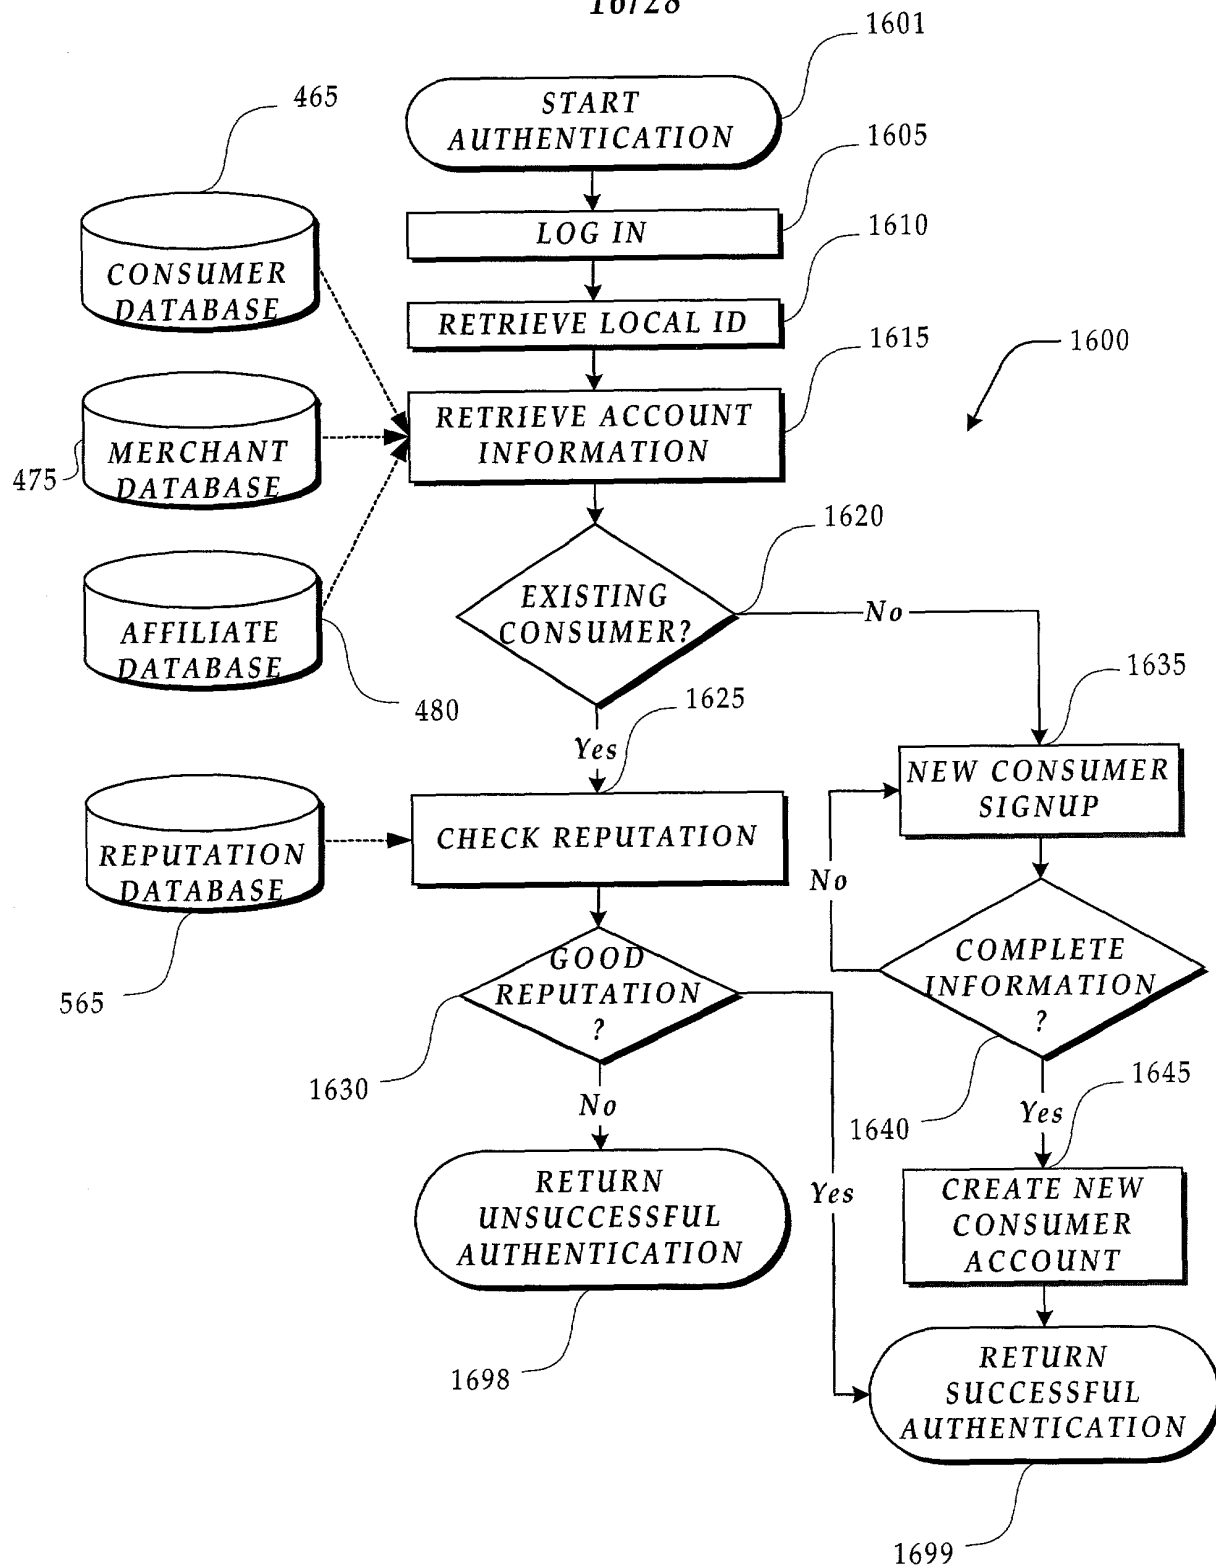 16/28
1601
START
AUTHENTICATION
465
1605
LOG IN
1610
CONSUMER
DATABASE
RETRIEVE LOCAL ID
1615
1600
RETRIEVE ACCOUNT
INFORMATION
MERCHANT
DATABASE
475
1620
EXISTING
CONSUMER?
No
AFFILIATE
DATABASE
480
1635
1625
Yes
NEW CONSUMER
SIGNUP
CHECK REPUTATION
REPUTATION
DATABASE
No
565
GOOD
REPUTATION
?
COMPLETE
INFORMATION
?
1630
No
1640
Yes
1645
RETURN
UNSUCCESSFUL
AUTHENTICATION
Yes
CREATE NEW
CONSUMER
ACCOUNT
1698
RETURN
SUCCESSFUL
AUTHENTICATION
1699